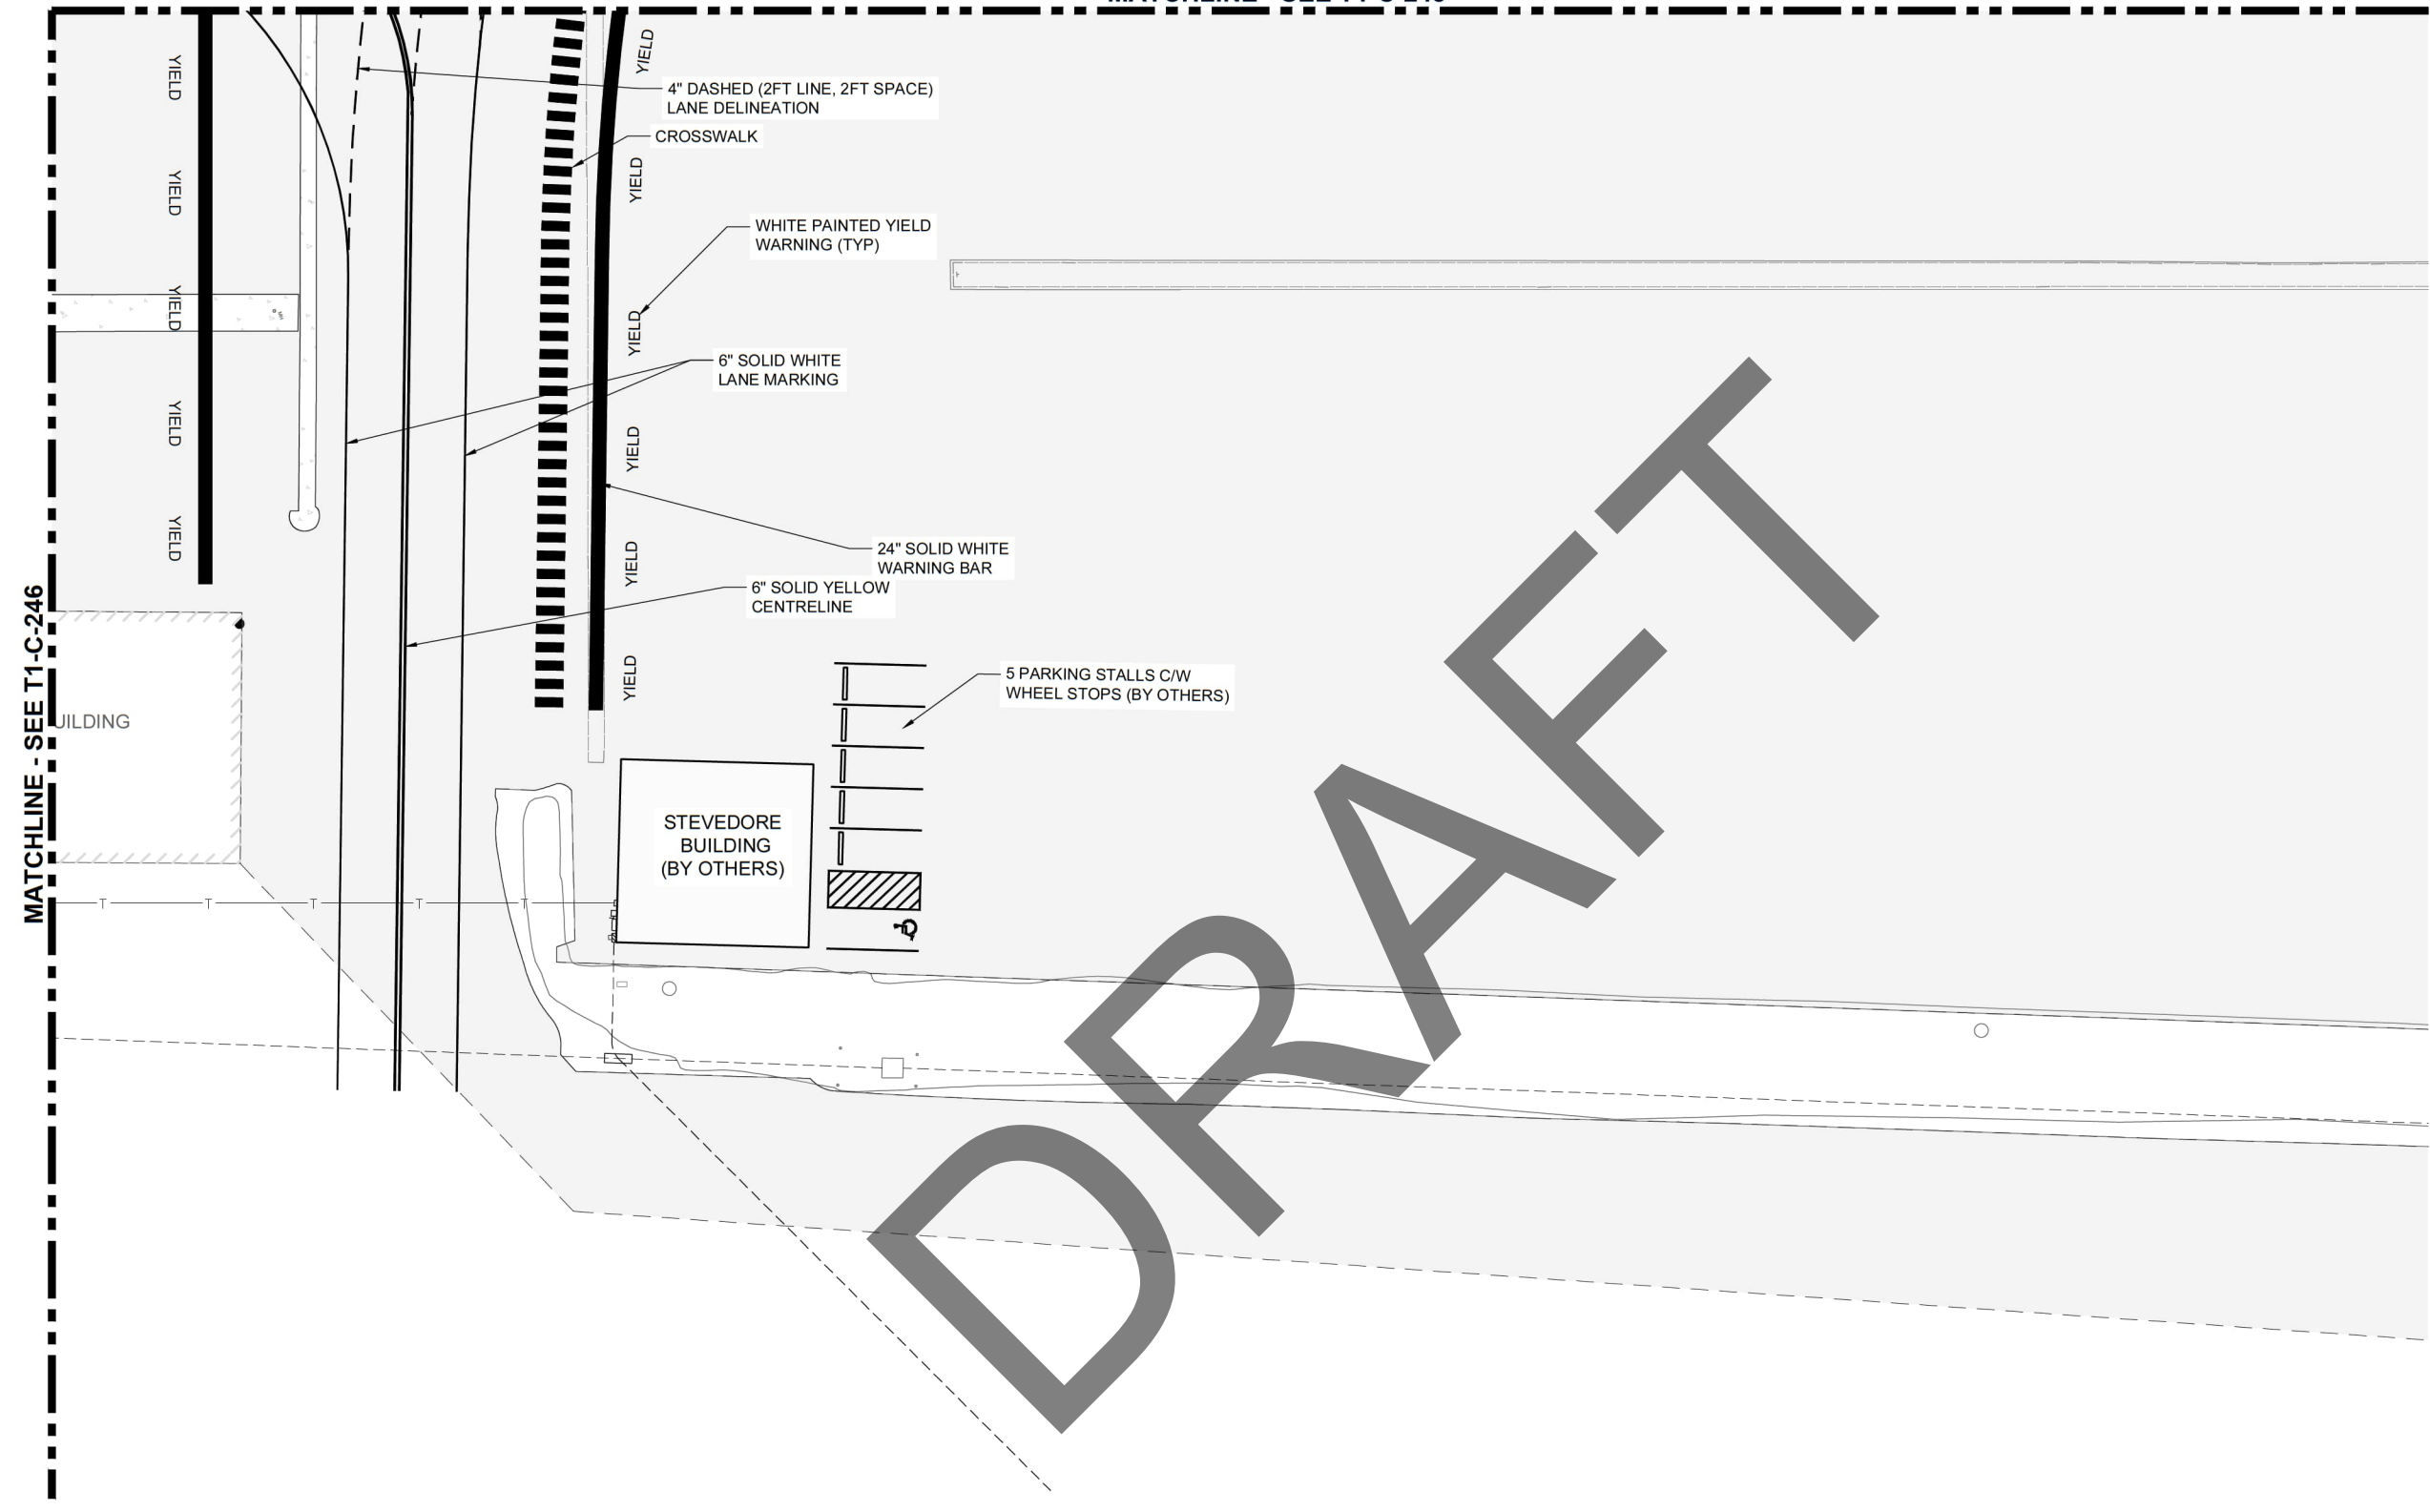 YIELD
YIELD
4" DASHED (2FT LINE, 2FT SPACE)
LANE DELINEATION
CROSSWALK
YIELD
YIELD
WHITE PAINTED YIELD
WARNING (TYP)
YIELD
YIELD
6" SOLID WHITE
LANE MARKING
YIELD
YIELD
YIELD
24" SOLID WHITE
WARNING BAR
YIELD
6" SOLID YELLOW
CENTRELINE
YIELD
5 PARKING STALLS C/W
WHEEL STOPS (BY OTHERS)
MATCHLINE - SEE T1-C-246
UILDING
STEVEDORE
BUILDING
(BY OTHERS)
T T T T T
DRAFT